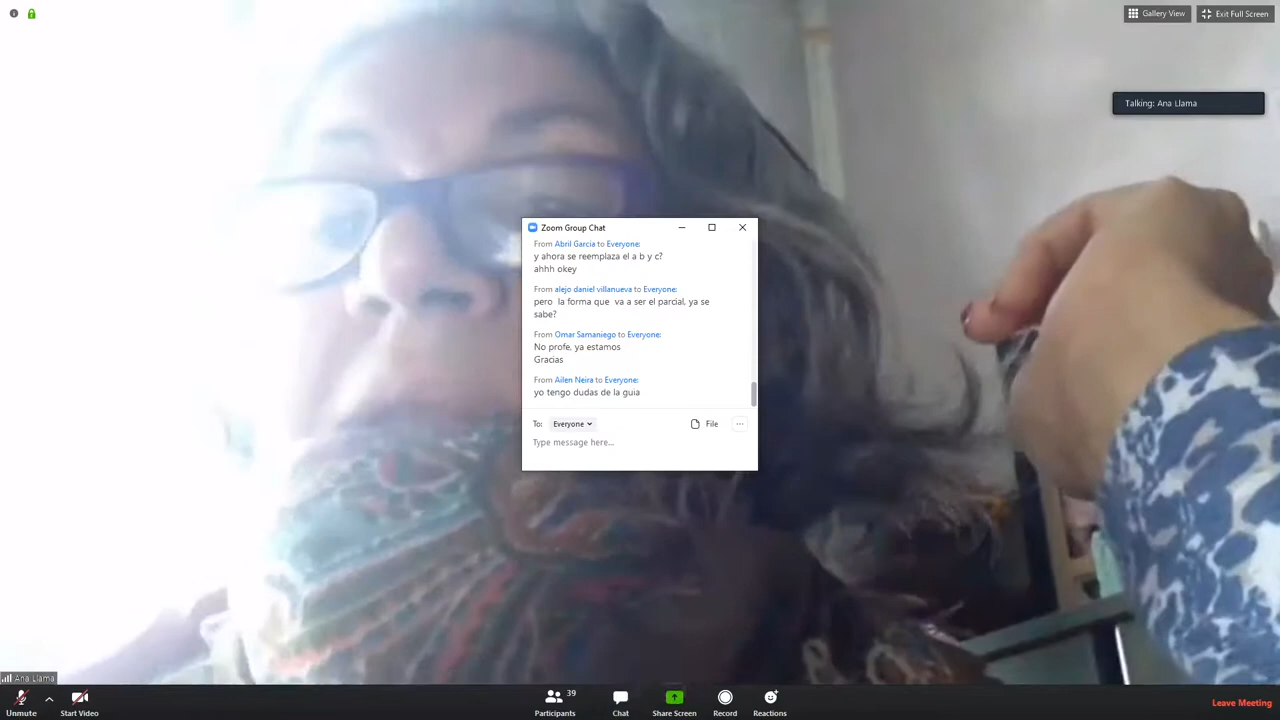 Gallery View
Exit Full Screen
Talking: Ana Llama
Zoom Group Chat
From Abril Garcia to Everyone:
y ahora se reemplaza el a b y c?
ahhh okey
From alejo daniel villanueva to Everyone:
pero la forma que va a ser el parcial, ya se
sabe?
From Omar Samaniego to Everyone:
No profe, ya estamos
Gracias
From Ailen Neira to Everyone:
yo tengo dudas de la guia
To: Everyone
File
Type message here...
Ana Llama
39
Unmute
Start Video
Participants
Chat
Share Screen
Record
Reactions
Leave Meeting